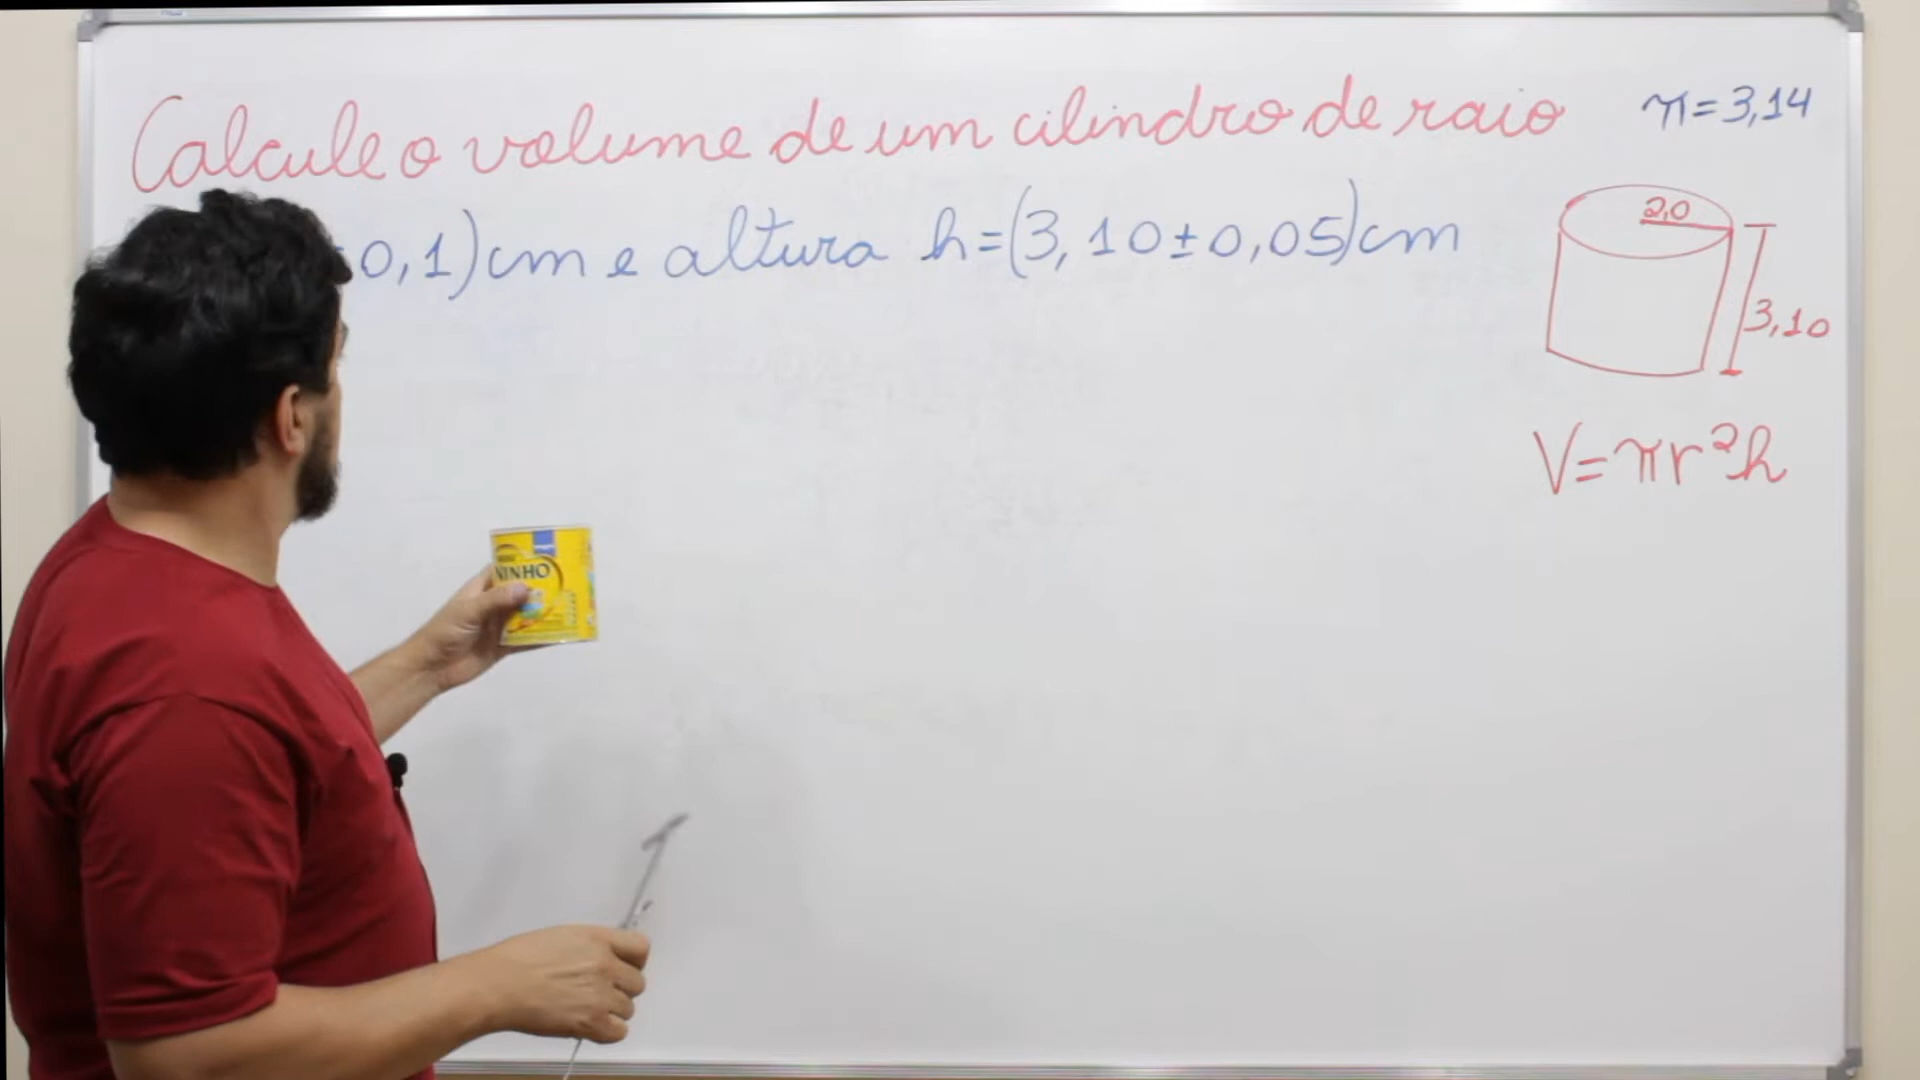 Calcule o volume de um cilindro de raio
0,1)cm e altura h=(3,10±0,05)cm
π=3,14
2,0
3,10
V=πr²h
NINHO